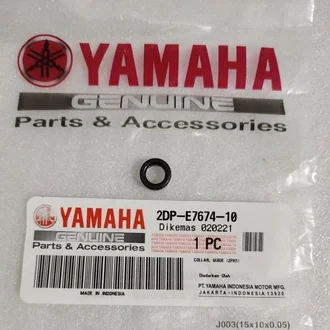 YAMAHA
GENUINE
Parts & Accessories
YAMAHA
GENUINE
Parts & Accessories
2DP-E7674-10
Dikemas 020221
1 PC
COLLAR, GUIDE (2PH1)
Diedarkan Oleh
PT.YAMAHA INDONESIA MOTOR MFG.
JAKARTA-INDONESIA 13920
MADE IN INDONESIA
J003(15x10x0.05)